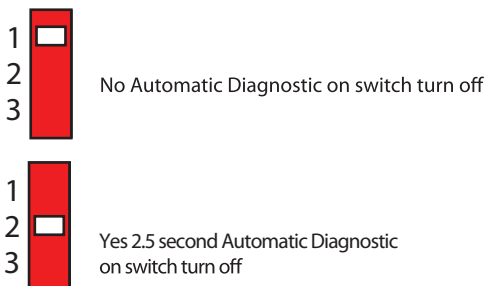 1
2
3
No Automatic Diagnostic on switch turn off
1
2
3
Yes 2.5 second Automatic Diagnostic
on switch turn off